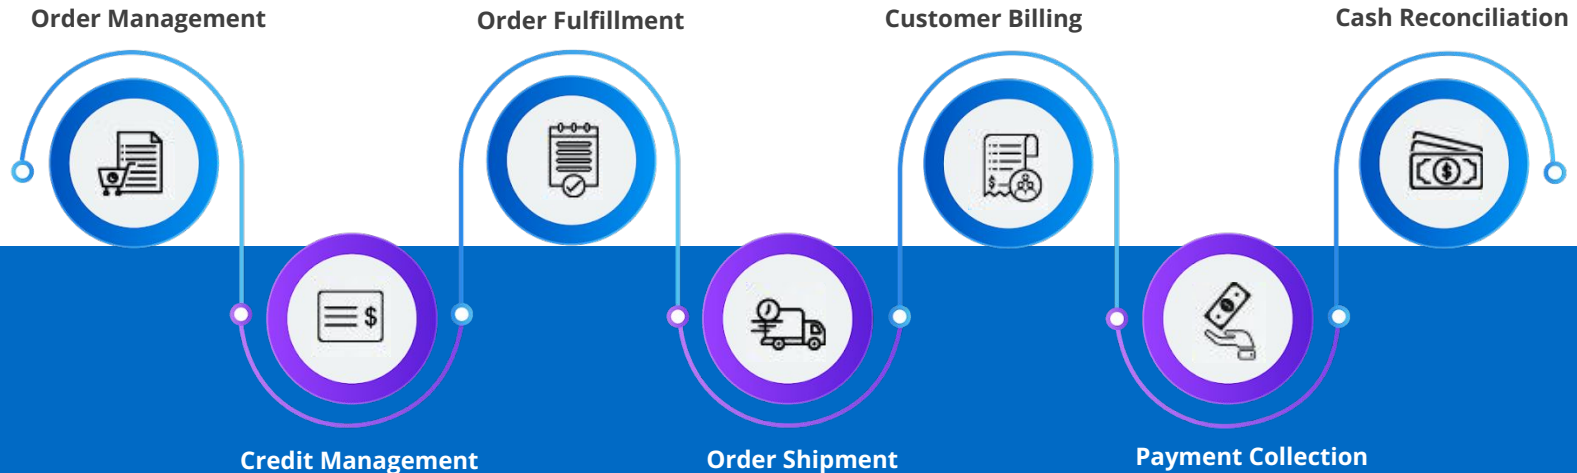 Order Management
Order Fulfillment
Customer Billing
Cash Reconciliation
Credit Management
Order Shipment
Payment Collection